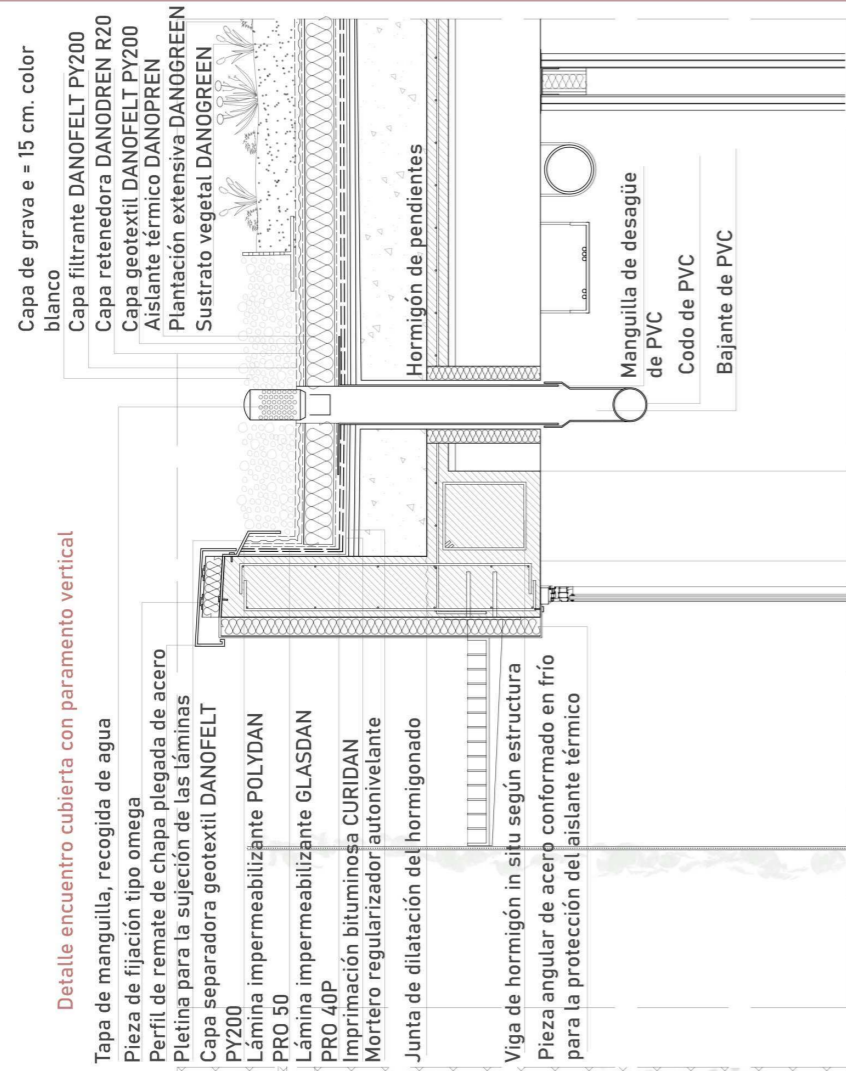 Detalle encuentro cubierta con paramento vertical
Tapa de manguilla, recogida de agua
Pieza de fijación tipo omega
Perfil de remate de chapa plegada de acero
Pletina para la sujeción de las láminas
Capa separadora geotextil DANOFELT
PY200
Lámina impermeabilizante POLYDAN
PRO 50
Lámina impermeabilizante GLASDAN
PRO 40P
Imprimación bituminosa CURIDAN
Mortero regularizador autonivelante
Junta de dilatación del hormigonado
Viga de hormigón in situ según estructura
Pieza angular de acero conformado en frío
para la protección del aislante térmico
Capa de grava e = 15 cm. color
blanco
Capa filtrante DANOFELT PY200
Capa retenedora DANODREN R20
Capa geotextil DANOFELT PY200
Aislante térmico DANOPREN
Plantación extensiva DANOGREEN
Sustrato vegetal DANOGREEN
Hormigón de pendientes
Manguilla de desagüe
de PVC
Codo de PVC
Bajante de PVC